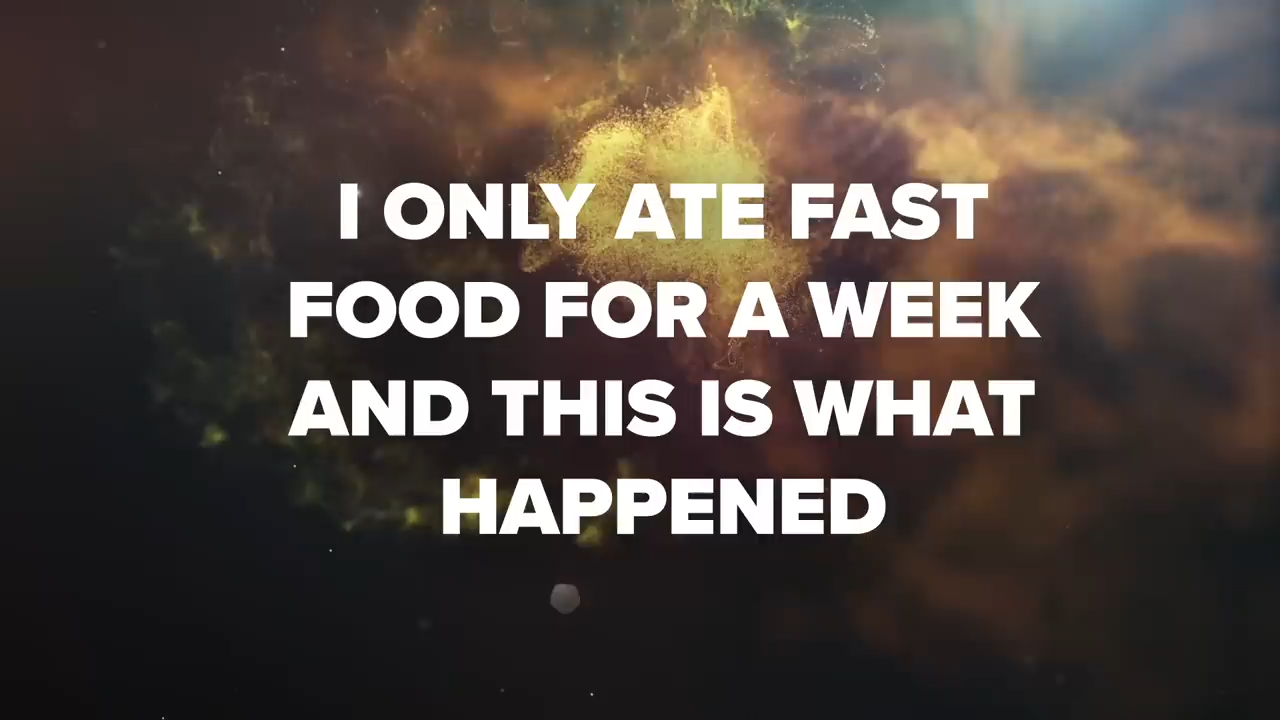 I ONLY ATE FAST
FOOD FOR A WEEK
AND THIS IS WHAT
HAPPENED